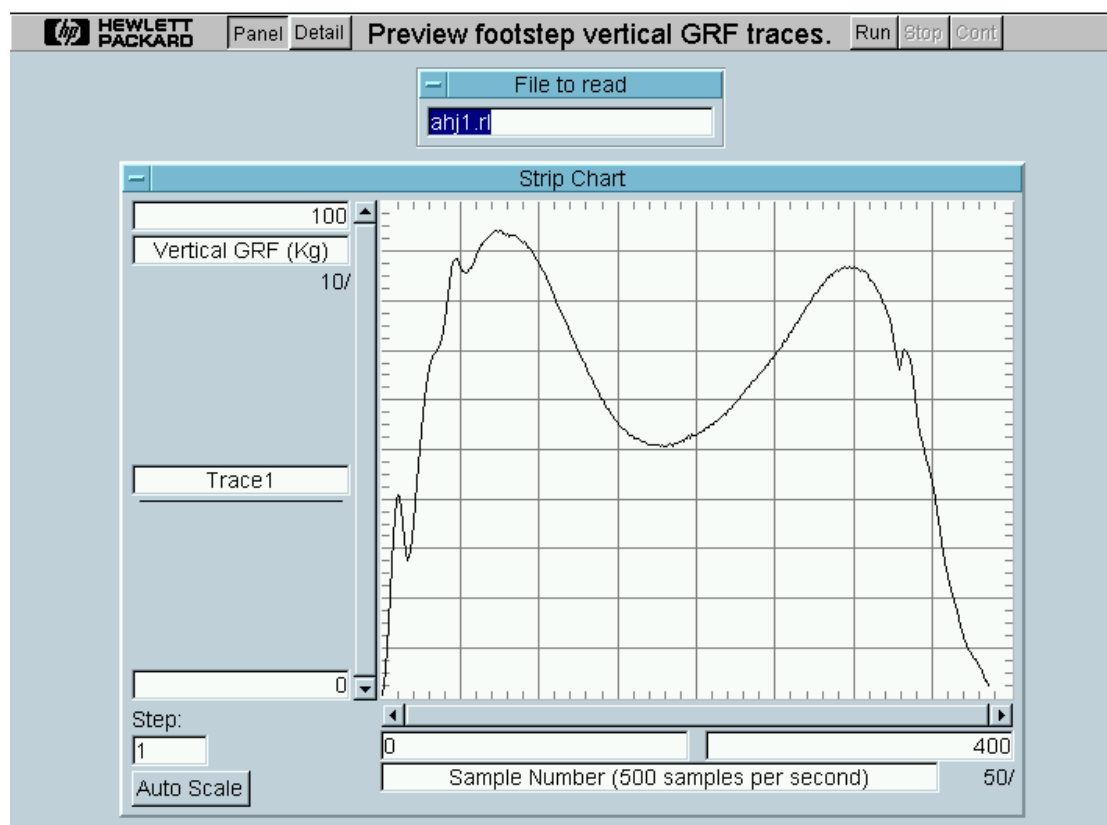 hp HEWLETT PACKARD Panel Detail Preview footstep vertical GRF traces. Run Stop Cont
File to read
ahj1.rl
Strip Chart
100
Vertical GRF (Kg)
10/
Trace1
0
Step:
1
Auto Scale
0 400
Sample Number (500 samples per second) 50/